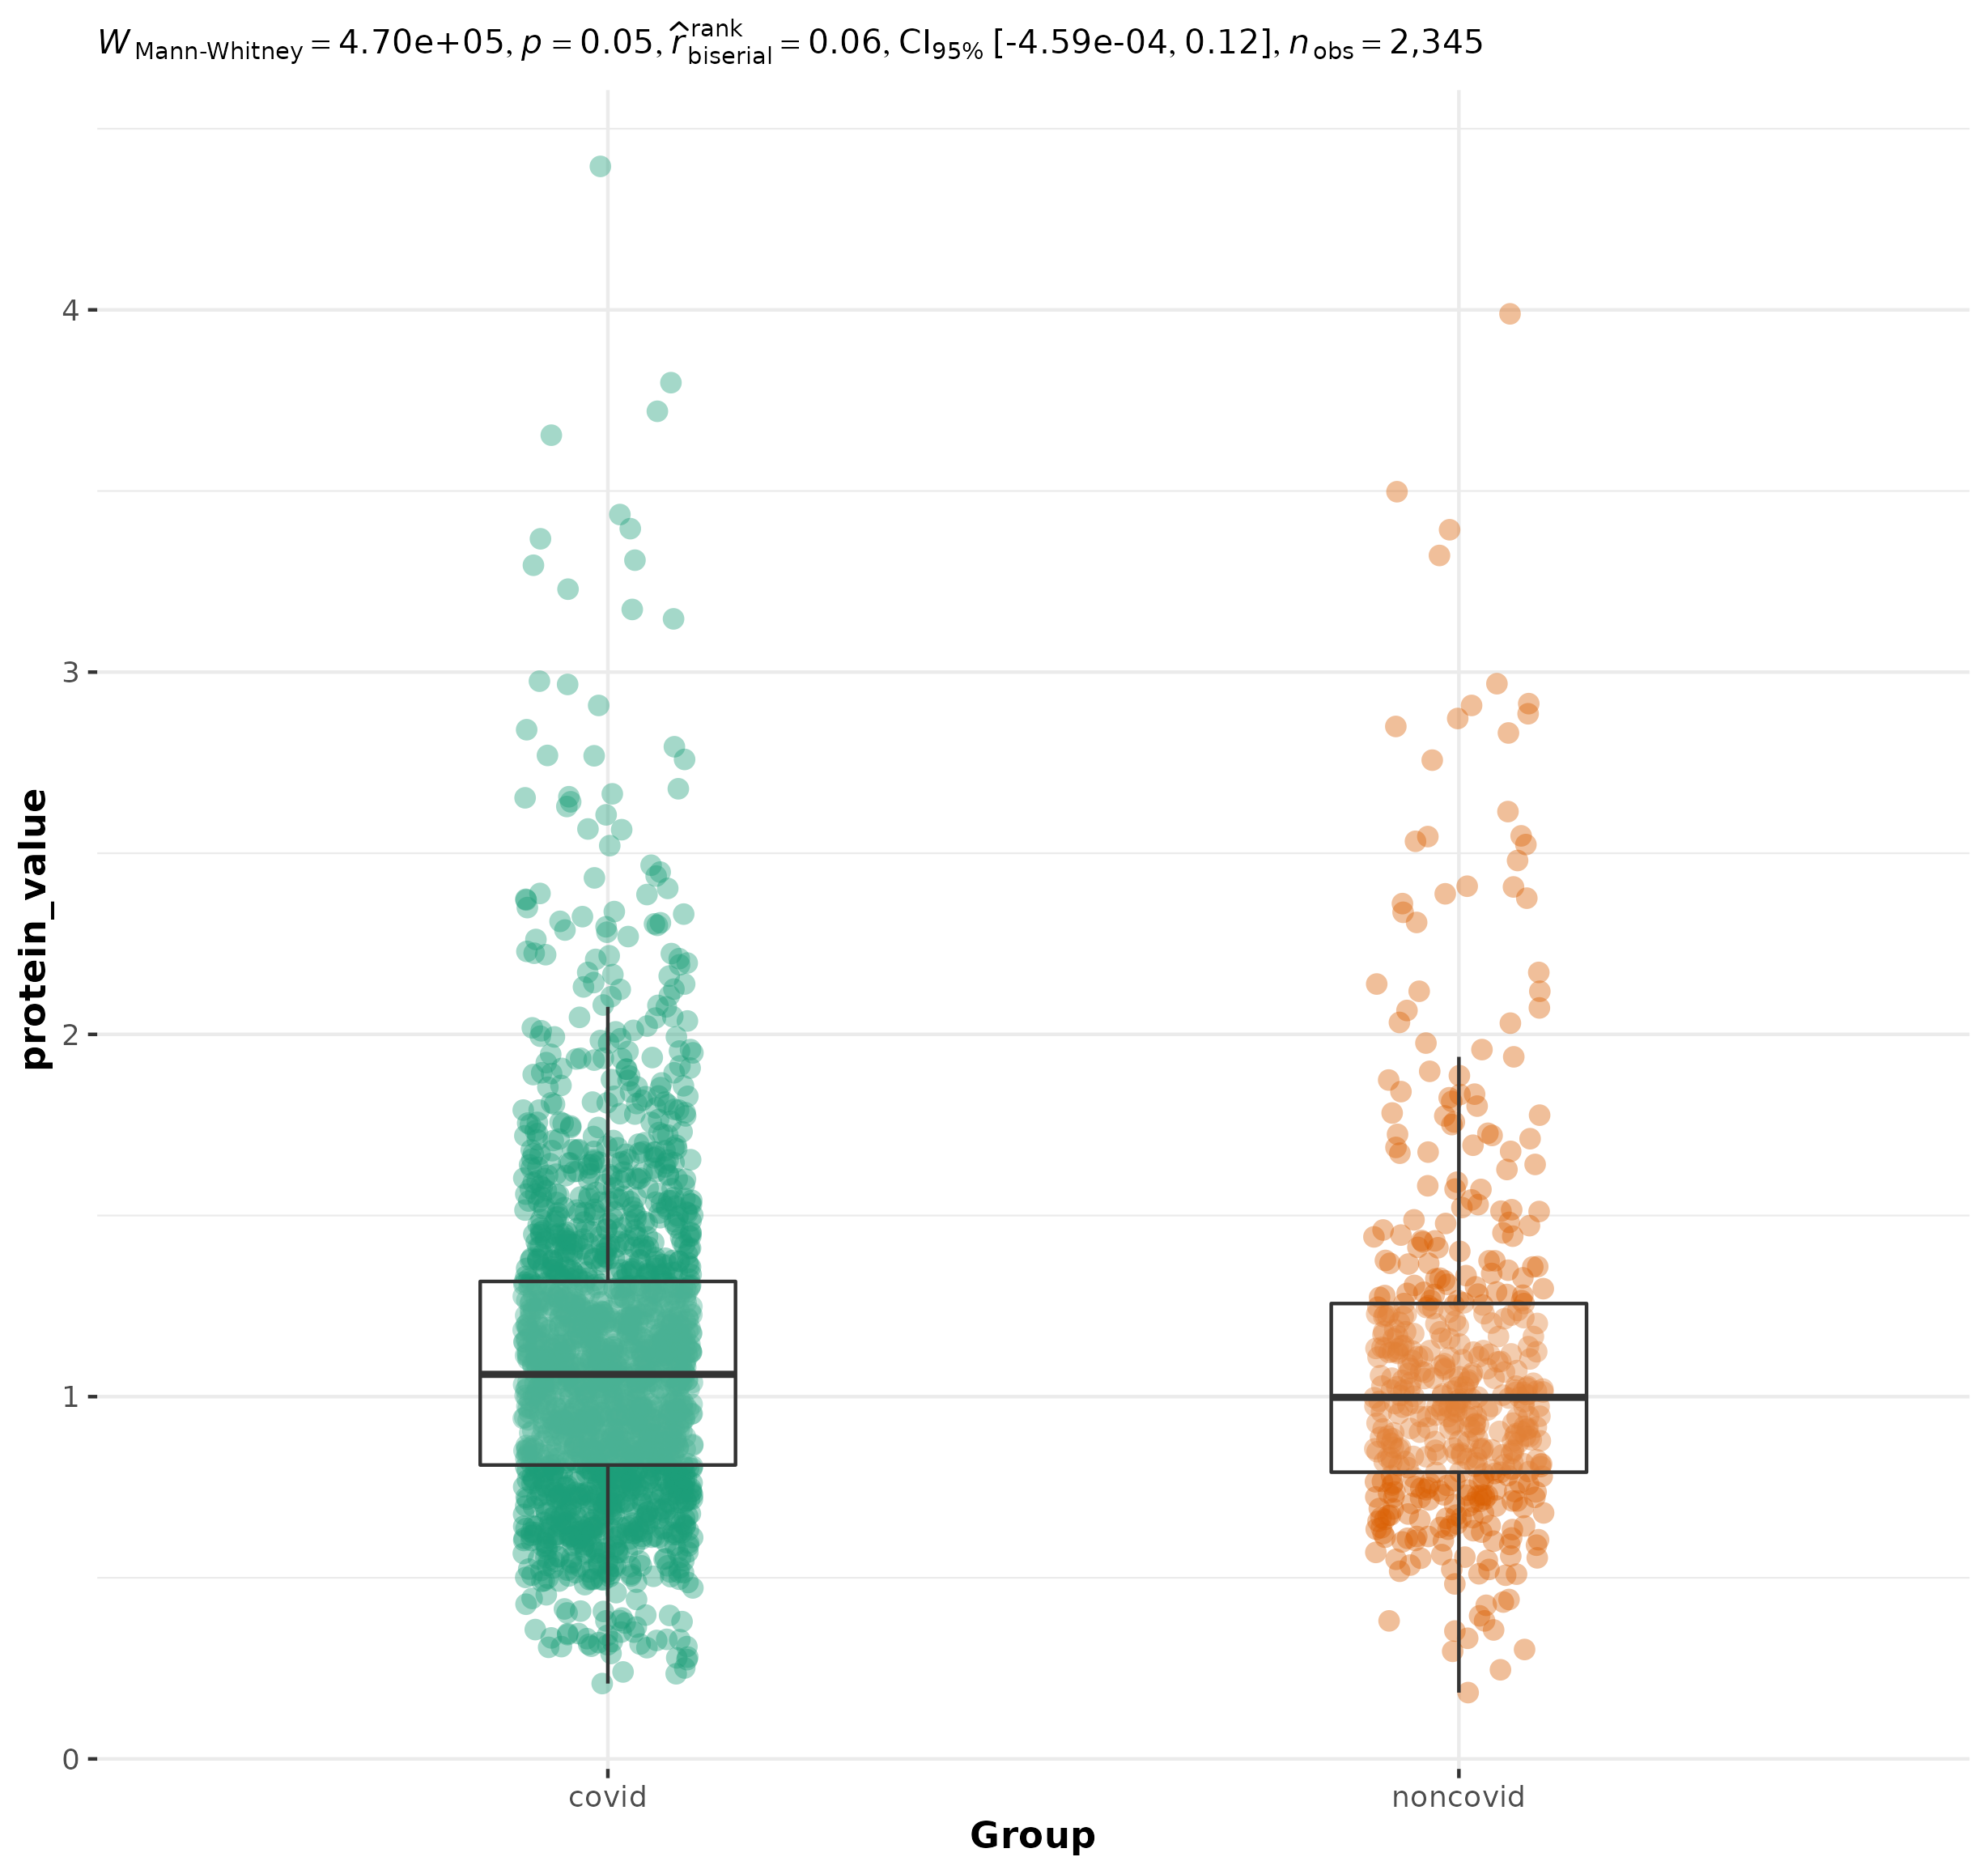 W Mann-Whitney = 4.70e+05, p = 0.05, r̂ rank biserial = 0.06, CI95% [-4.59e-04, 0.12], n obs = 2,345
4
3
2
1
0
protein_value
covid noncovid
Group